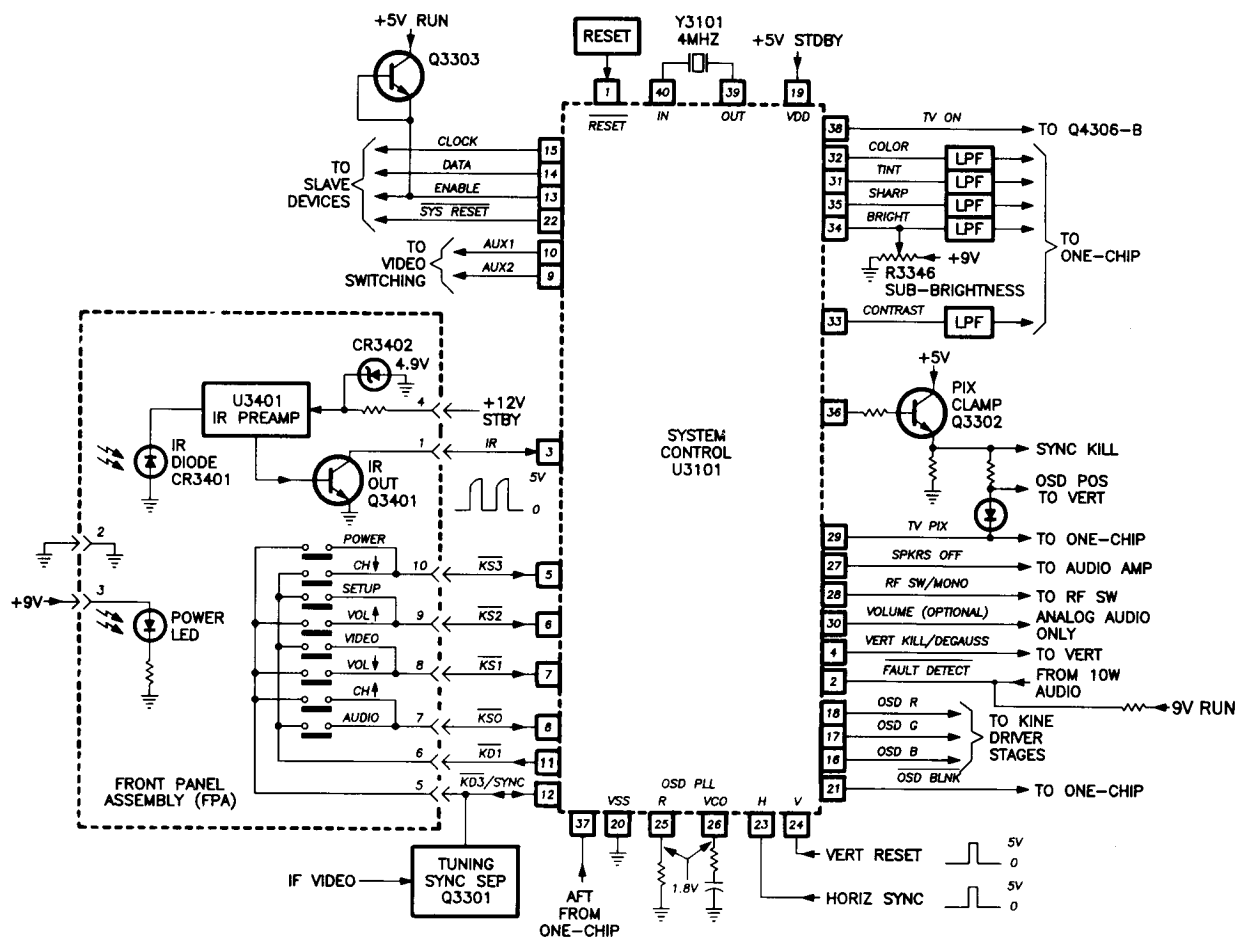 +5V RUN
Q3303
RESET
Y3101
4MHZ
+5V STDBY
1
40
39
19
RESET
IN
OUT
VDD
TO
SLAVE
DEVICES
CLOCK
15
DATA
14
ENABLE
13
SYS RESET
22
TO
VIDEO
SWITCHING
AUX1
10
AUX2
9
38
TV ON
TO Q4306-B
32
COLOR
LPF
31
TINT
LPF
35
SHARP
LPF
34
BRIGHT
LPF
+9V
R3346
SUB-BRIGHTNESS
TO
ONE-CHIP
33
CONTRAST
LPF
CR3402
4.9V
U3401
IR PREAMP
4
+12V
STBY
IR
DIODE
CR3401
IR
OUT
Q3401
1
IR
3
5V
0
SYSTEM
CONTROL
U3101
+5V
PIX
CLAMP
Q3302
36
SYNC KILL
OSD POS
TO VERT
29
TV PIX
TO ONE-CHIP
27
SPKRS OFF
TO AUDIO AMP
28
RF SW/MONO
TO RF SW
30
VOLUME (OPTIONAL)
ANALOG AUDIO
ONLY
4
VERT KILL/DEGAUSS
TO VERT
2
FAULT DETECT
FROM 10W
AUDIO
9V RUN
18
OSD R
17
OSD G
16
OSD B
TO KINE
DRIVER
STAGES
21
OSD BLNK
TO ONE-CHIP
2
+9V
3
POWER
LED
POWER
CH↓
10
KS3
5
SETUP
VOL↑
9
KS2
6
VIDEO
VOL↓
8
KS1
7
CH↑
AUDIO
7
KS0
8
6
KD1
11
5
KD3/SYNC
12
FRONT PANEL
ASSEMBLY (FPA)
OSD PLL
VSS
R
VCO
H
V
37
20
25
26
23
24
1.8V
IF VIDEO
TUNING
SYNC SEP
Q3301
AFT
FROM
ONE-CHIP
VERT RESET
5V
0
HORIZ SYNC
5V
0